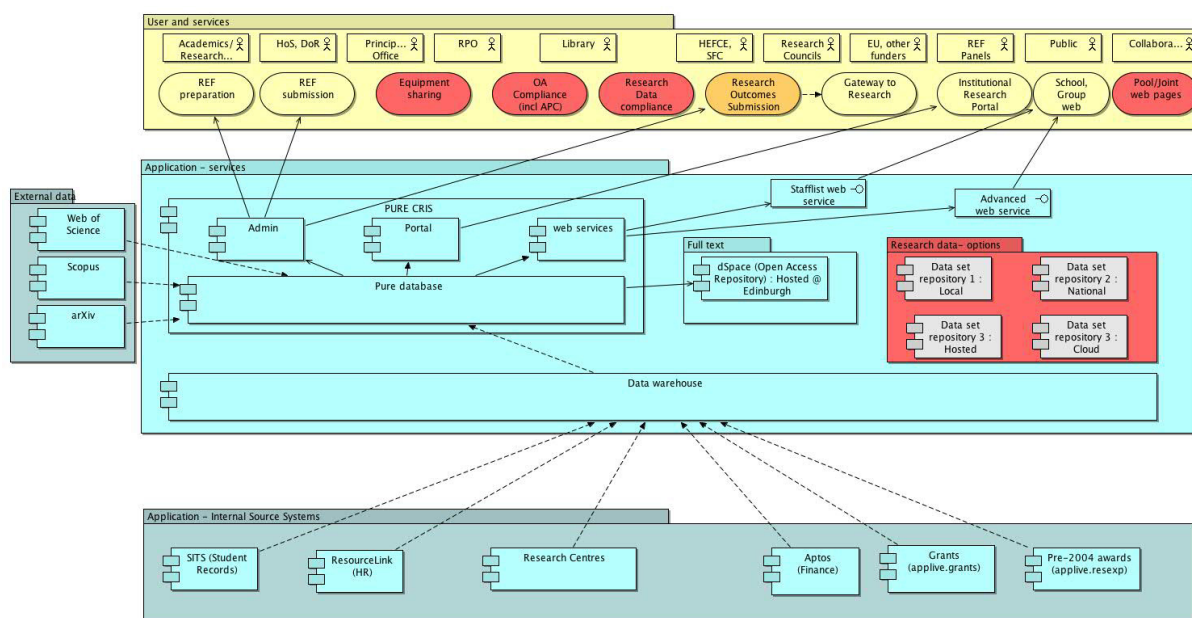 User and services
Academics/
Research...
HoS, DoR
Princip...
Office
RPO
Library
HEFCE,
SFC
Research
Councils
EU, other
funders
REF
Panels
Public
Collabora...
REF
preparation
REF
submission
Equipment
sharing
OA
Compliance
(incl APC)
Research
Data
compliance
Research
Outcomes
Submission
Gateway to
Research
Institutional
Research
Portal
School,
Group
web
Pool/Joint
web pages
Application - services
Stafflist web
service
Advanced
web service
External data
Web of
Science
Scopus
arXiv
PURE CRIS
Admin
Portal
web services
Pure database
Full text
dSpace (Open Access
Repository) : Hosted @
Edinburgh
Research data- options
Data set
repository 1 :
Local
Data set
repository 2 :
National
Data set
repository 3 :
Hosted
Data set
repository 3 :
Cloud
Data warehouse
Application - Internal Source Systems
SITS (Student
Records)
ResourceLink
(HR)
Research Centres
Aptos
(Finance)
Grants
(applive.grants)
Pre-2004 awards
(applive.resexp)